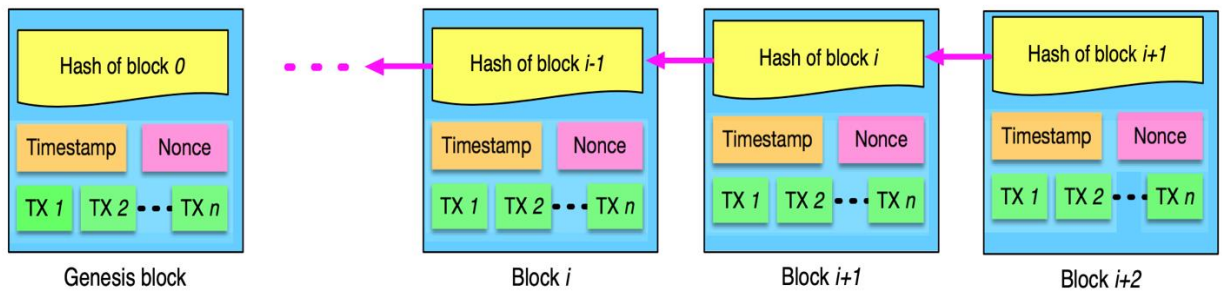 Hash of block 0
Timestamp
Nonce
TX 1
TX 2
TX n
Genesis block
Hash of block i-1
Timestamp
Nonce
TX 1
TX 2
TX n
Block i
Hash of block i
Timestamp
Nonce
TX 1
TX 2
TX n
Block i+1
Hash of block i+1
Timestamp
Nonce
TX 1
TX 2
TX n
Block i+2